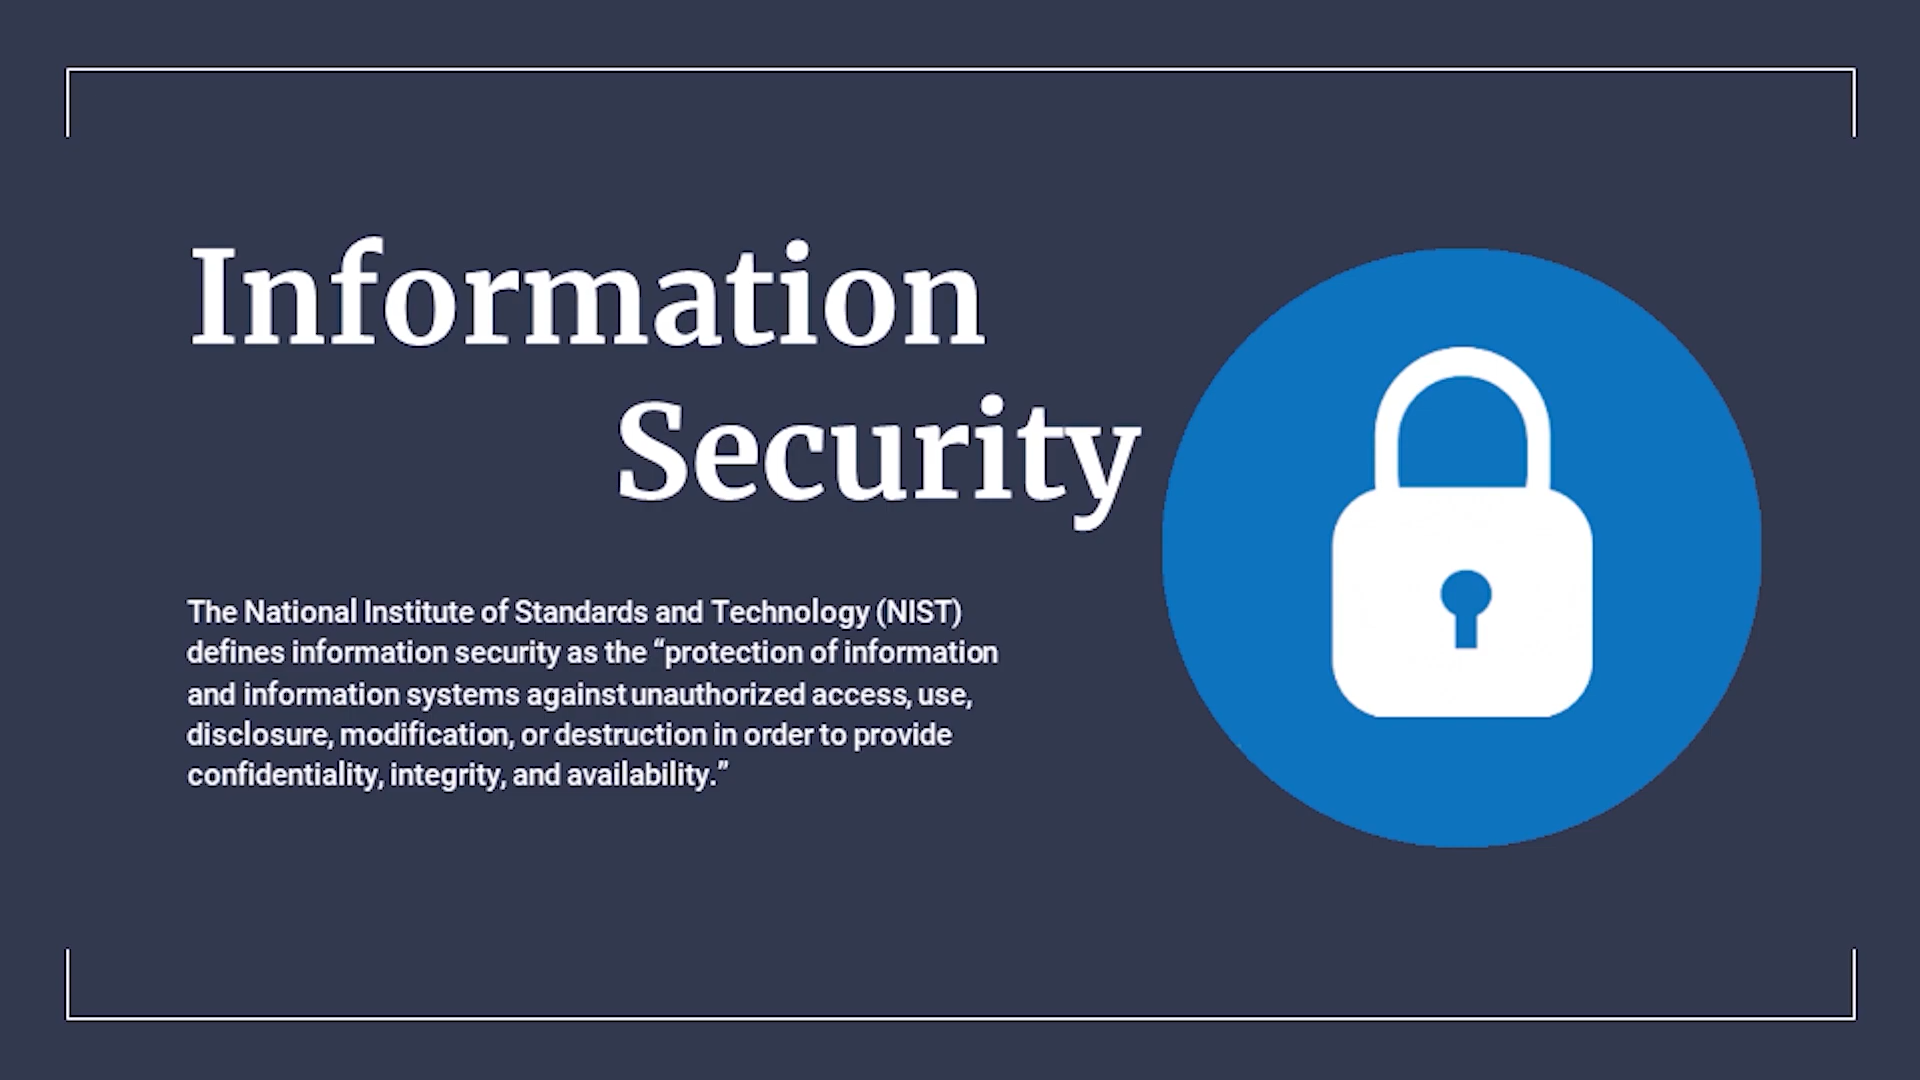 Information
Security
The National Institute of Standards and Technology (NIST)
defines information security as the “protection of information
and information systems against unauthorized access, use,
disclosure, modification, or destruction in order to provide
confidentiality, integrity, and availability.”